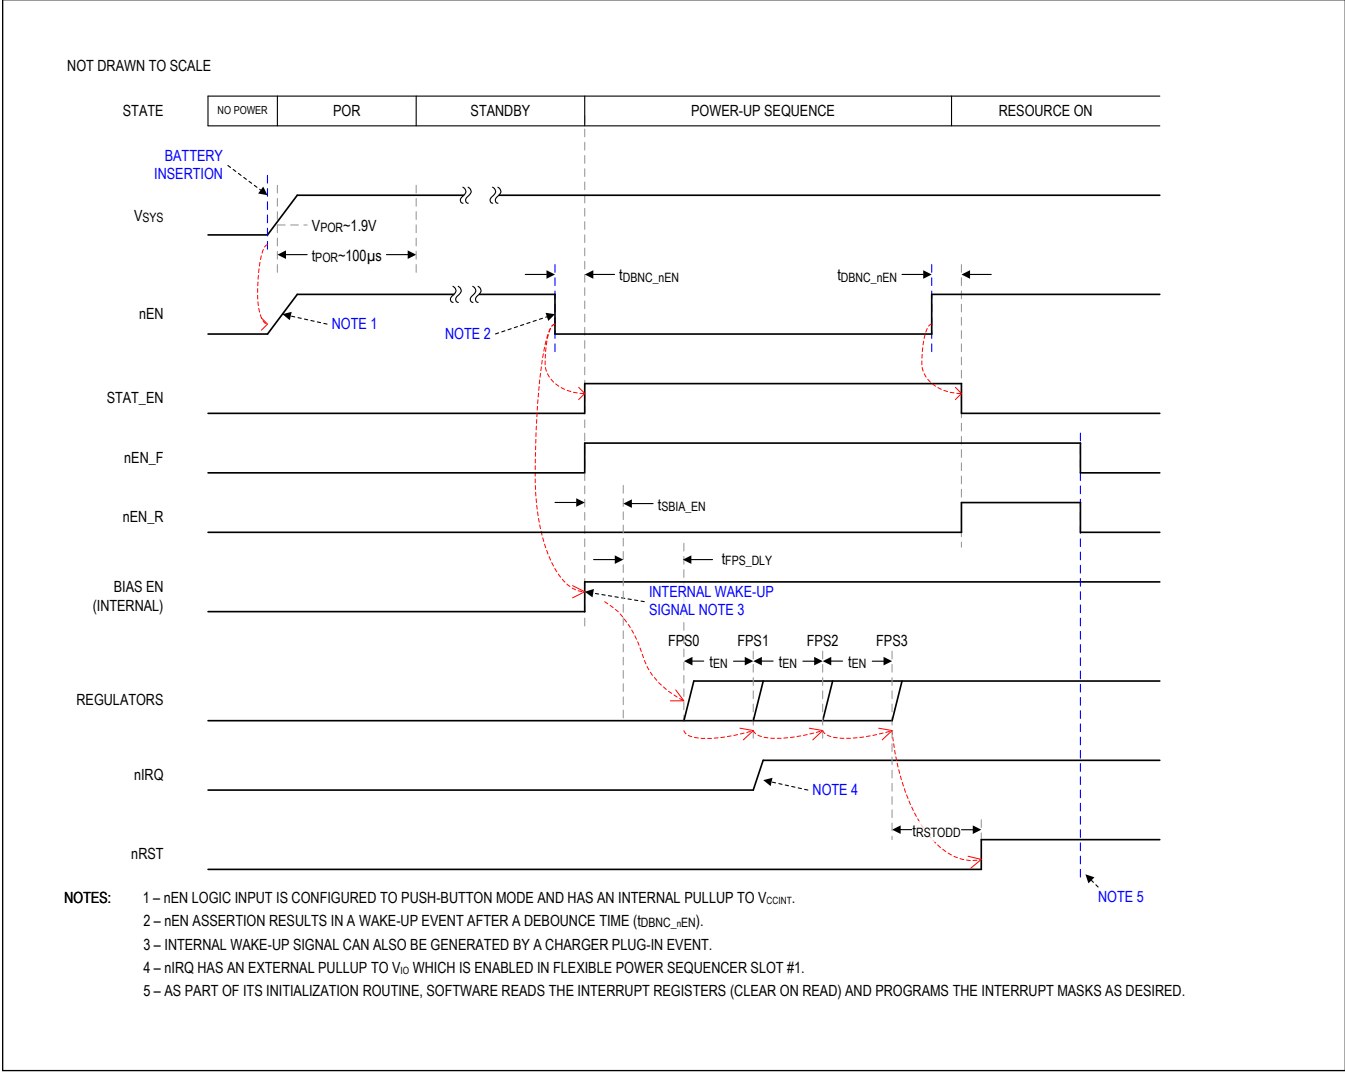 NOT DRAWN TO SCALE
STATE
NO POWER
POR
STANDBY
POWER-UP SEQUENCE
RESOURCE ON
BATTERY
INSERTION
VSYS
VPOR~1.9V
tPOR~100µs
tDBNC_nEN
tDBNC_nEN
nEN
NOTE 1
NOTE 2
STAT_EN
nEN_F
nEN_R
tSBIA_EN
tFPS_DLY
BIAS EN
(INTERNAL)
INTERNAL WAKE-UP
SIGNAL NOTE 3
FPS0
FPS1
FPS2
FPS3
tEN
tEN
tEN
REGULATORS
nIRQ
NOTE 4
tRSTODD
nRST
NOTE 5
NOTES:
1 – nEN LOGIC INPUT IS CONFIGURED TO PUSH-BUTTON MODE AND HAS AN INTERNAL PULLUP TO VCCINT.
2 – nEN ASSERTION RESULTS IN A WAKE-UP EVENT AFTER A DEBOUNCE TIME (tDBNC_nEN).
3 – INTERNAL WAKE-UP SIGNAL CAN ALSO BE GENERATED BY A CHARGER PLUG-IN EVENT.
4 – nIRQ HAS AN EXTERNAL PULLUP TO VIO WHICH IS ENABLED IN FLEXIBLE POWER SEQUENCER SLOT #1.
5 – AS PART OF ITS INITIALIZATION ROUTINE, SOFTWARE READS THE INTERRUPT REGISTERS (CLEAR ON READ) AND PROGRAMS THE INTERRUPT MASKS AS DESIRED.